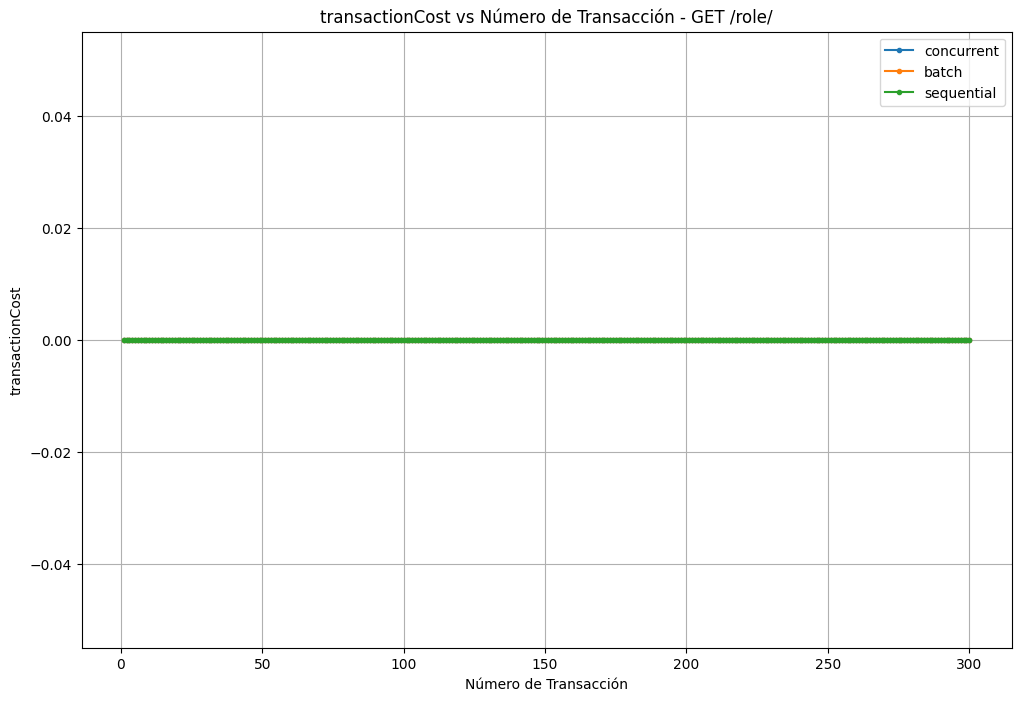 transactionCost vs Número de Transacción - GET /role/
concurrent
batch
sequential
0.04
0.02
0.00
−0.02
−0.04
transactionCost
0 50 100 150 200 250 300
Número de Transacción